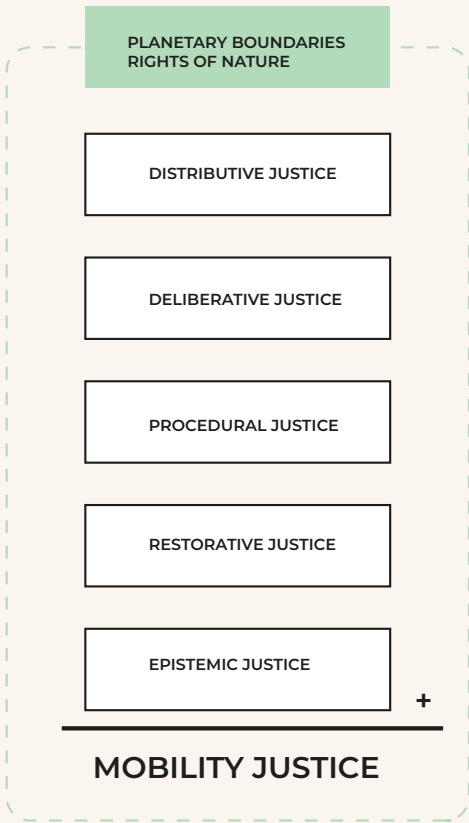 PLANETARY BOUNDARIES
RIGHTS OF NATURE
DISTRIBUTIVE JUSTICE
DELIBERATIVE JUSTICE
PROCEDURAL JUSTICE
RESTORATIVE JUSTICE
EPISTEMIC JUSTICE
+
MOBILITY JUSTICE